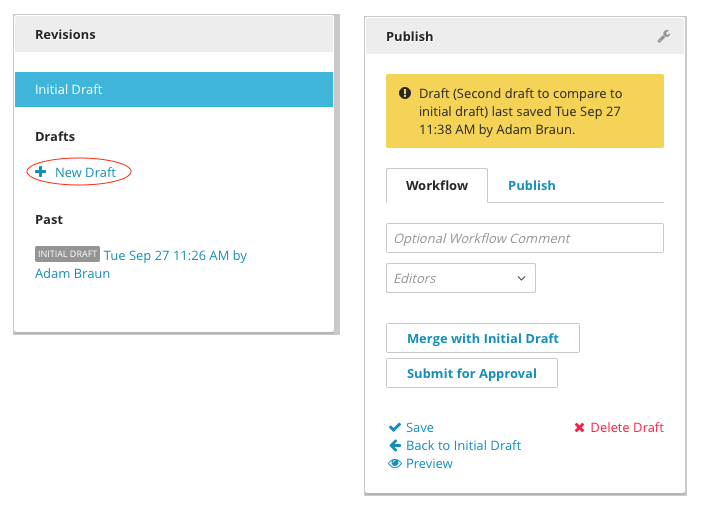 Revisions
Initial Draft
Drafts
New Draft
Past
INITIAL DRAFT Tue Sep 27 11:26 AM by
Adam Braun
Publish
Draft (Second draft to compare to
initial draft) last saved Tue Sep 27
11:38 AM by Adam Braun.
Workflow Publish
Optional Workflow Comment
Editors
Merge with Initial Draft
Submit for Approval
Save Delete Draft
Back to Initial Draft
Preview